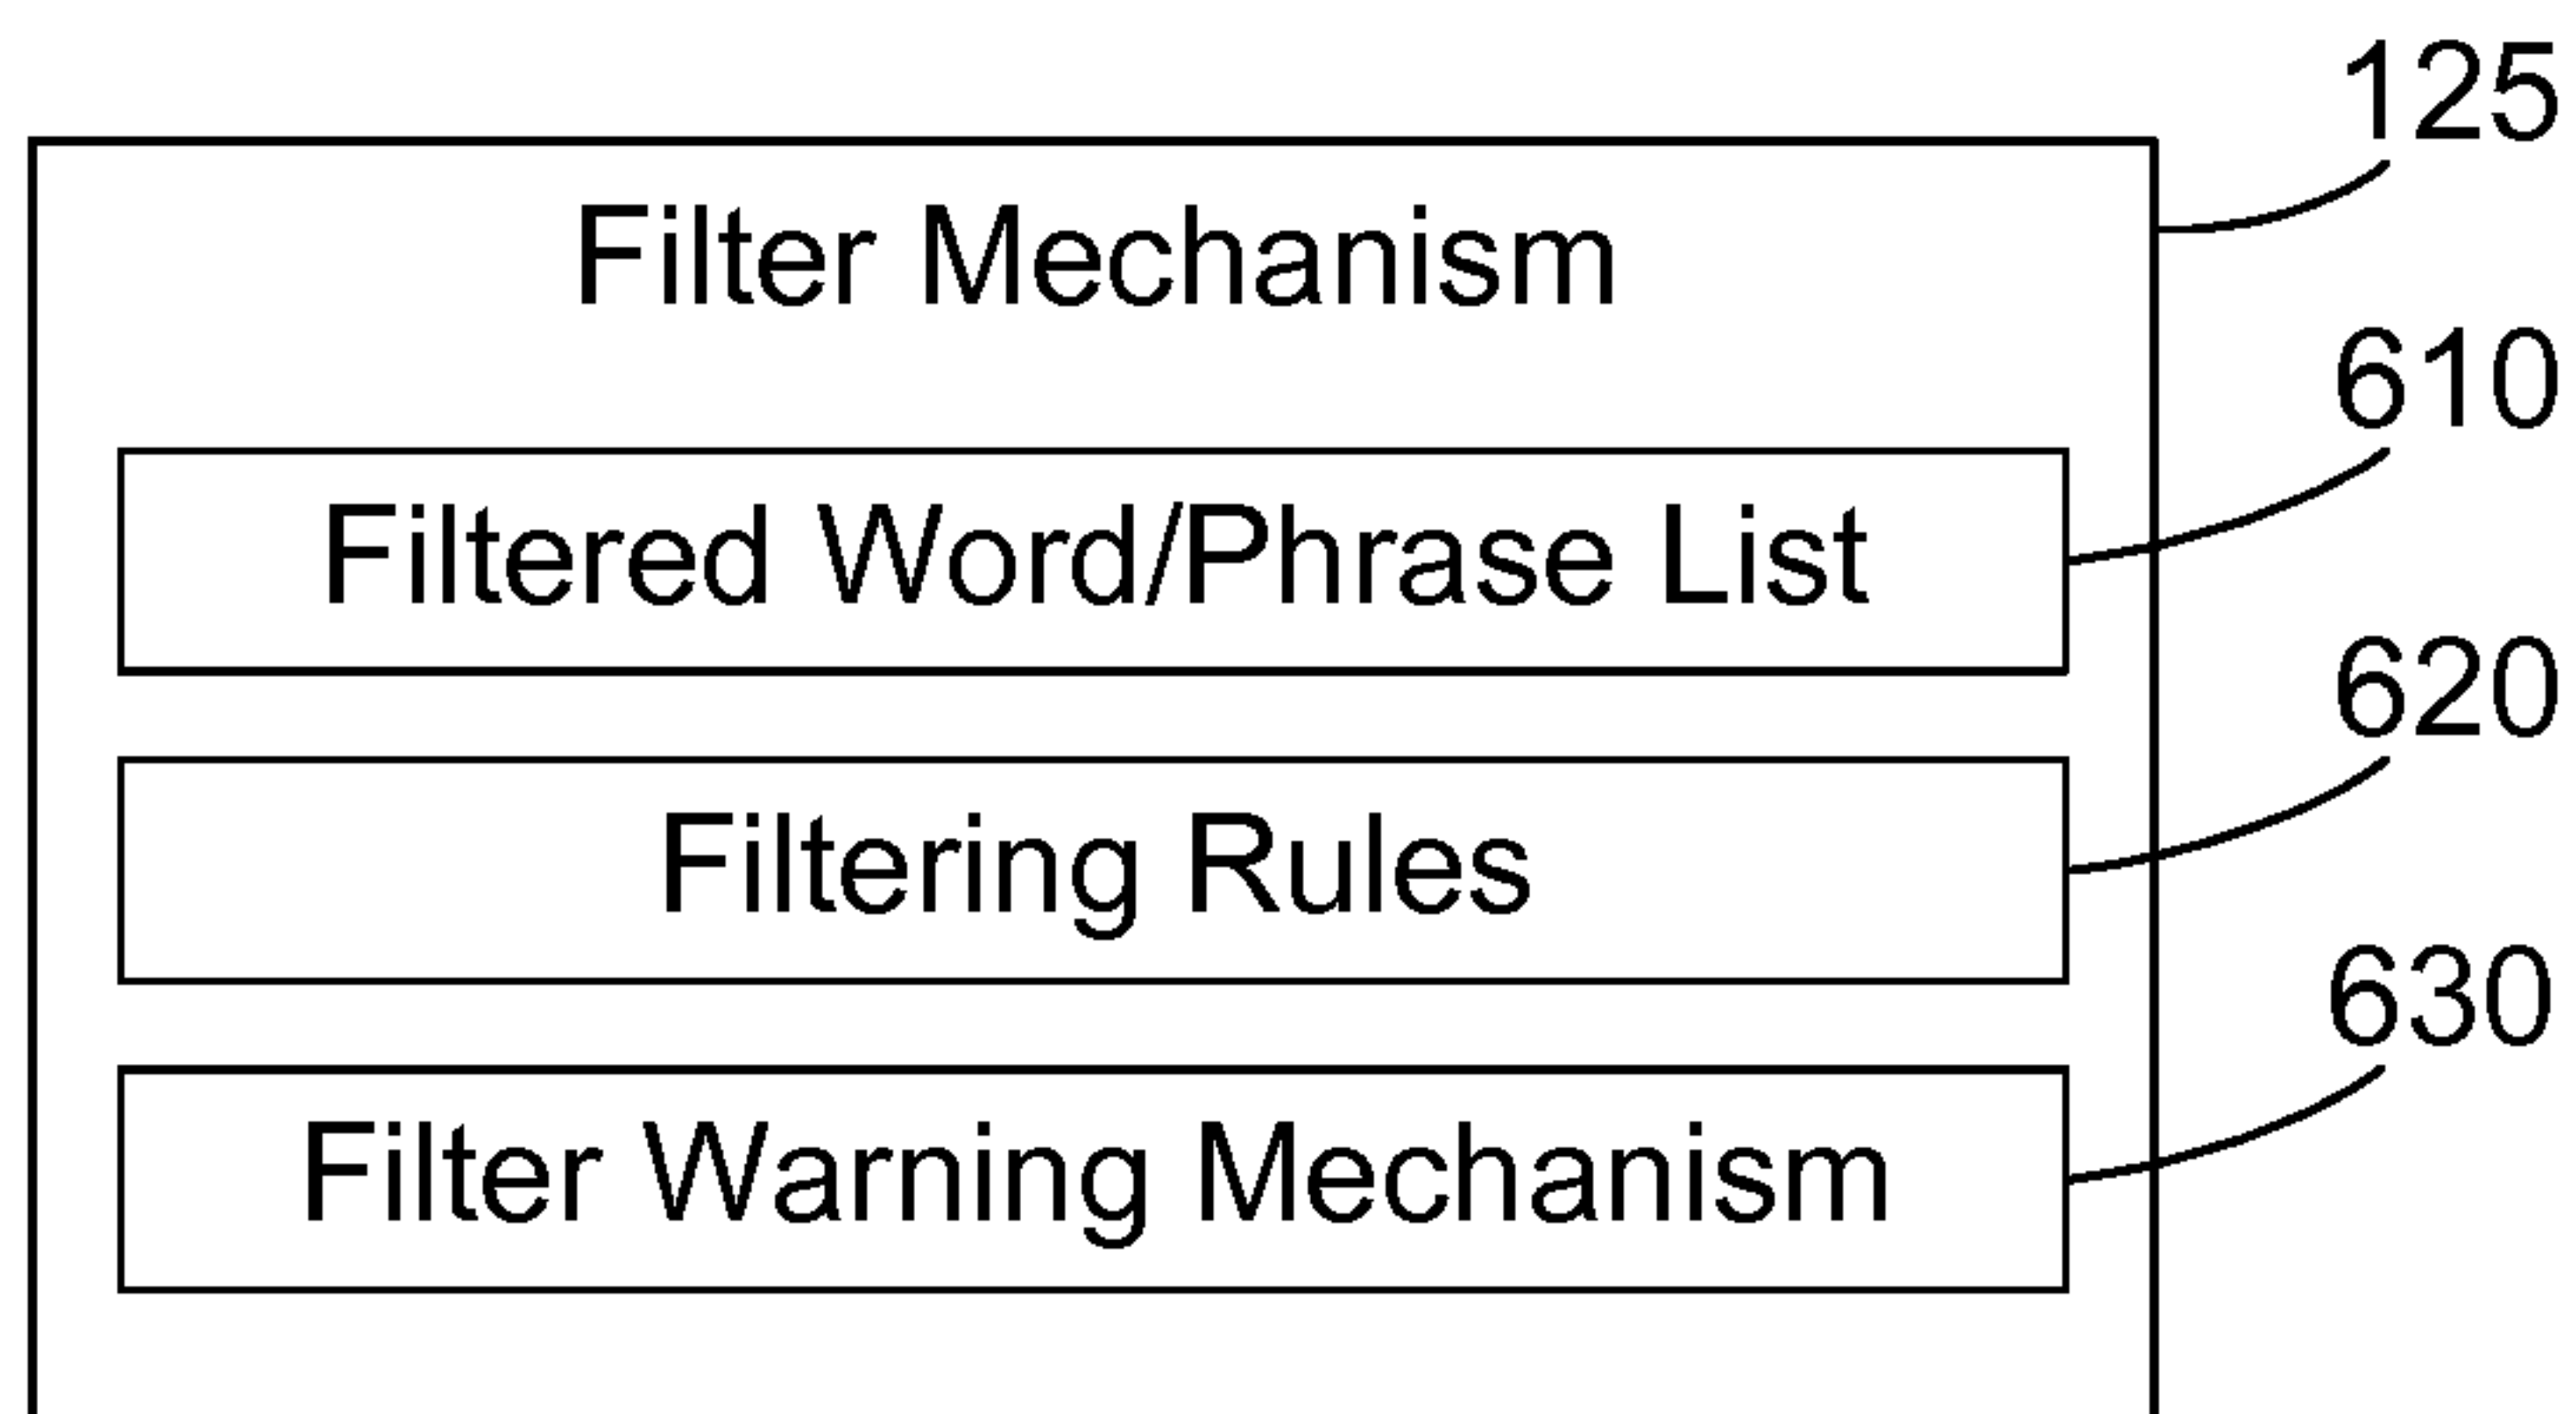 125
Filter Mechanism
610
Filtered Word/Phrase List
620
Filtering Rules
630
Filter Warning Mechanism